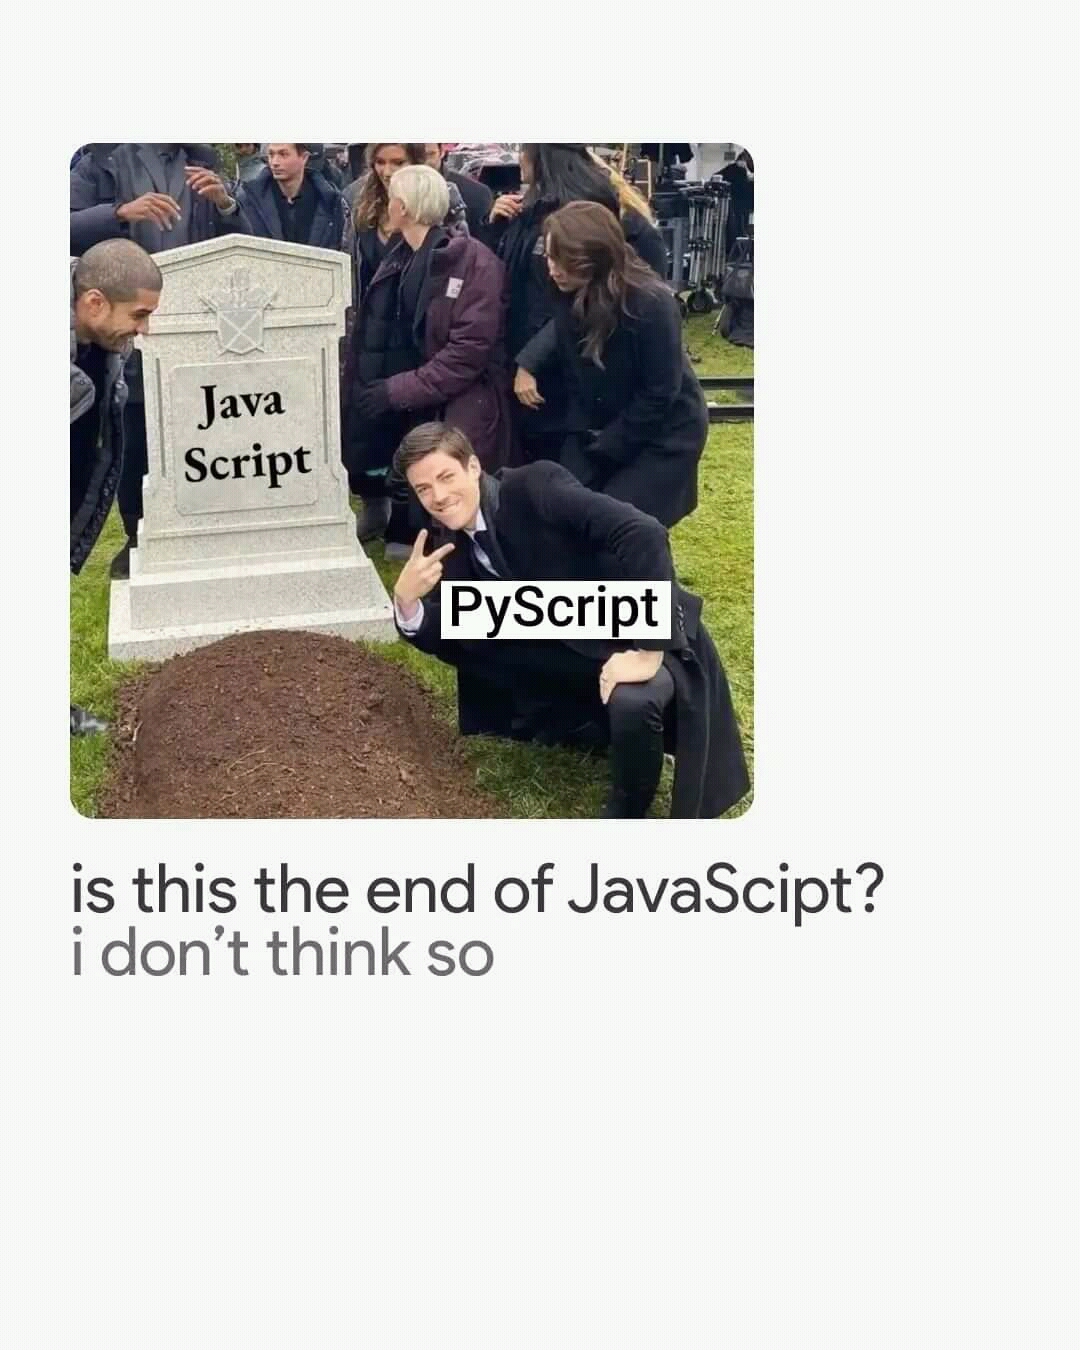 Java
Script
PyScript
is this the end of JavaScipt?
i don't think so